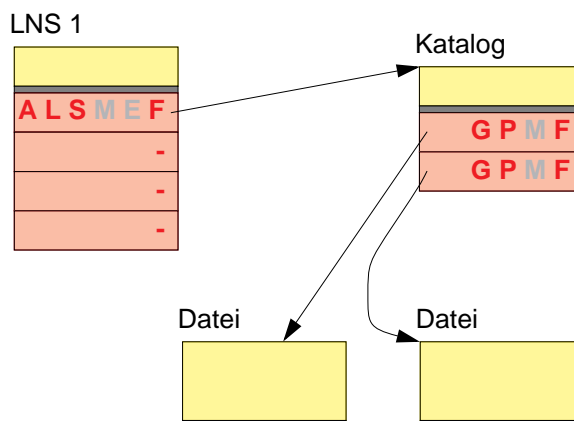 LNS 1
Katalog
A L S M E F
-
-
-
G P M F
G P M F
Datei
Datei